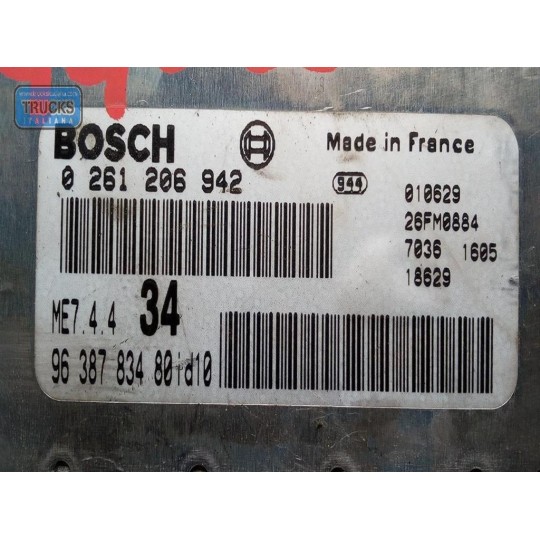 TRUCKS
ITALIANA
BOSCH
Made in France
0 261 206 942
944
010629
26FM0884
7036 1605
18629
ME7.4.4 34
96 387 834 80id10